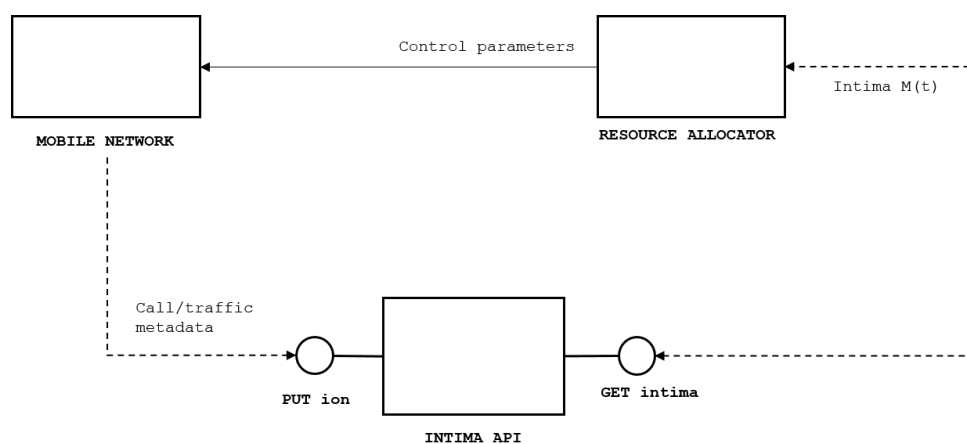 Control parameters
Intima M(t)
MOBILE NETWORK
RESOURCE ALLOCATOR
Call/traffic
metadata
PUT ion
GET intima
INTIMA API